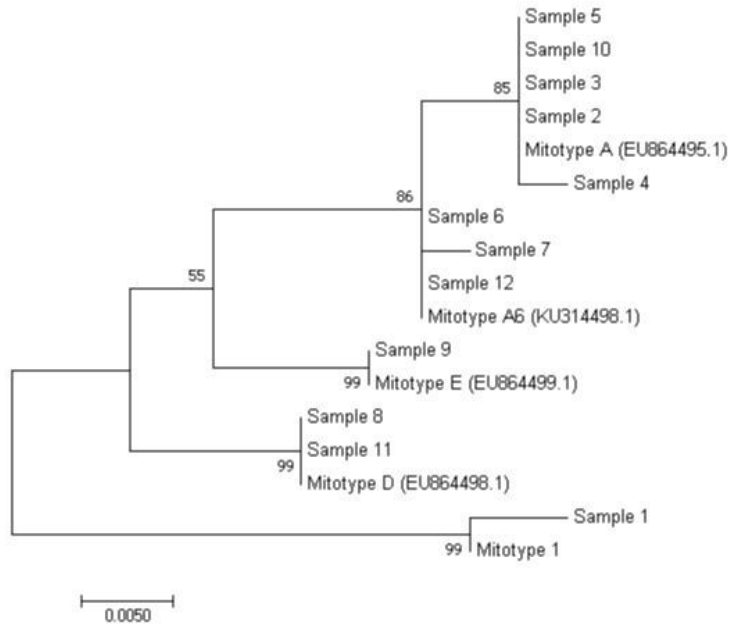 Sample 5
Sample 10
85
Sample 3
Sample 2
Mitotype A (EU864495.1)
Sample 4
86
Sample 6
Sample 7
55
Sample 12
Mitotype A6 (KU314498.1)
Sample 9
99
Mitotype E (EU864499.1)
Sample 8
Sample 11
99
Mitotype D (EU864498.1)
Sample 1
99
Mitotype 1
0.0050